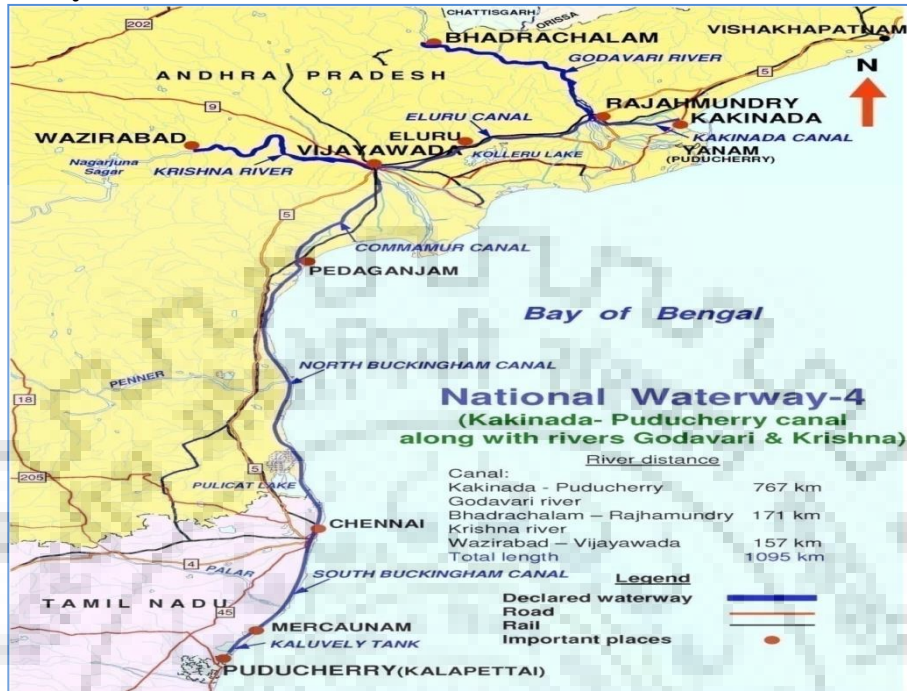 CHATTISGARH
ORISSA
202
BHADRACHALAM
VISHAKHAPATNAM
GODAVARI RIVER
N
ANDHRA PRADESH
5
9
ELURU CANAL
RAJAHMUNDRY
WAZIRABAD
ELURU
KAKINADA
VIJAYAWADA
KAKINADA CANAL
KOLLERU LAKE
YANAM
(PUDUCHERRY)
Nagarjuna
Sagar
KRISHNA RIVER
5
COMMAMUR CANAL
PEDAGANJAM
Bay of Bengal
NORTH BUCKINGHAM CANAL
PENNER
18
National Waterway-4
(Kakinada- Puducherry canal
along with rivers Godavari & Krishna)
River distance
Canal:
Kakinada - Puducherry 767 km
Godavari river
Bhadrachalam – Rajhamundry 171 km
Krishna river
Wazirabad – Vijayawada 157 km
Total length 1095 km
5
205
PULICAT LAKE
CHENNAI
4
PALAR
SOUTH BUCKINGHAM CANAL
Legend
Declared waterway
Road
Rail
Important places
TAMIL NADU
45
MERCAUNAM
KALUVELY TANK
PUDUCHERRY(KALAPETTAI)